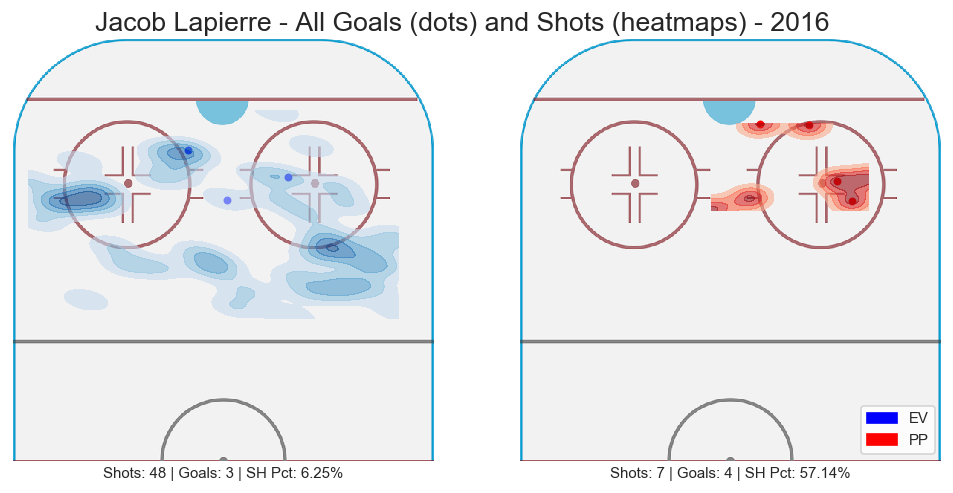 Jacob Lapierre - All Goals (dots) and Shots (heatmaps) - 2016
EV
PP
Shots: 48 | Goals: 3 | SH Pct: 6.25%
Shots: 7 | Goals: 4 | SH Pct: 57.14%